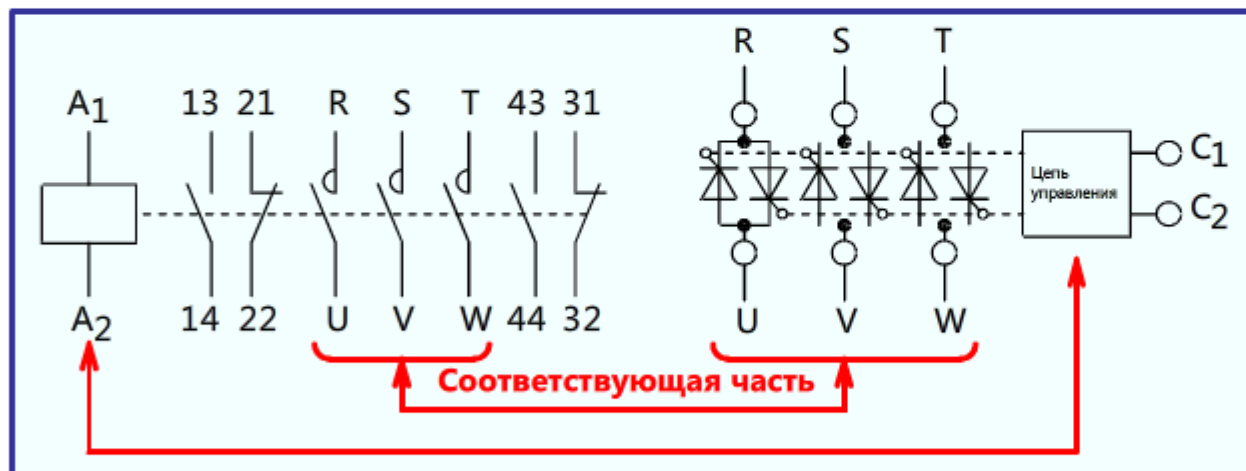 R S T
A1 13 21 R S T 43 31
C1
Цепь
управления
C2
A2 14 22 U V W 44 32
U V W
Соответствующая часть